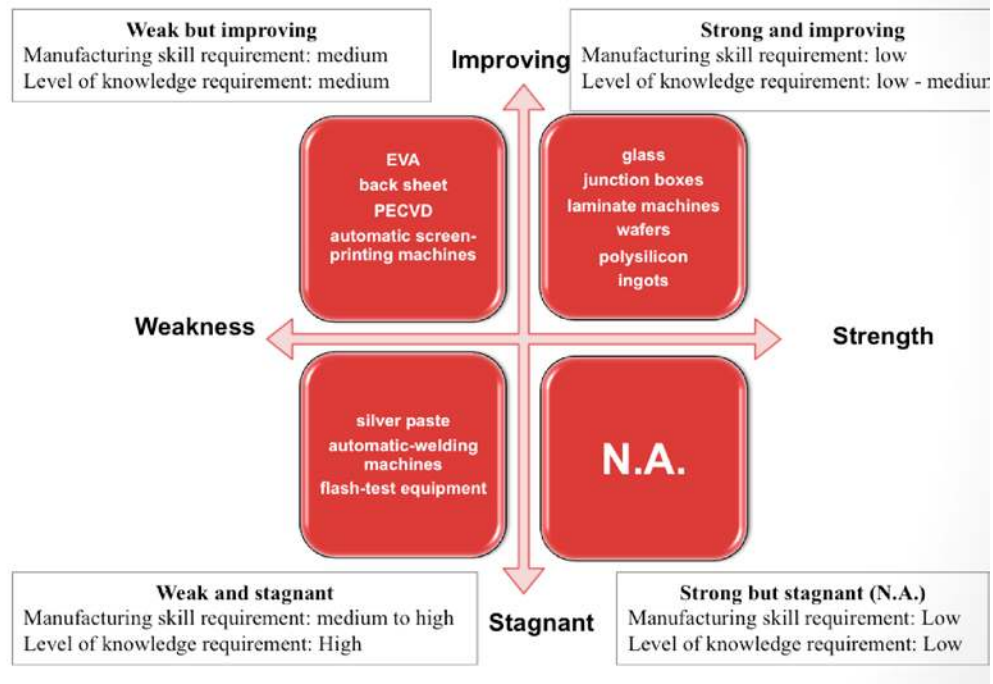 Weak but improving
Manufacturing skill requirement: medium
Level of knowledge requirement: medium
Improving
Strong and improving
Manufacturing skill requirement: low
Level of knowledge requirement: low - medium
EVA
back sheet
PECVD
automatic screen-
printing machines
glass
junction boxes
laminate machines
wafers
polysilicon
ingots
Weakness
Strength
silver paste
automatic-welding
machines
flash-test equipment
N.A.
Weak and stagnant
Manufacturing skill requirement: medium to high
Level of knowledge requirement: High
Stagnant
Strong but stagnant (N.A.)
Manufacturing skill requirement: Low
Level of knowledge requirement: Low